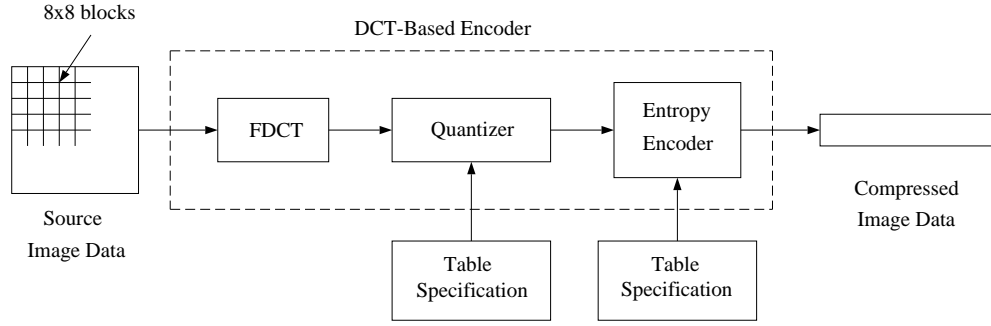 8x8 blocks
DCT-Based Encoder
FDCT
Quantizer
Entropy
Encoder
Source
Image Data
Compressed
Image Data
Table
Specification
Table
Specification